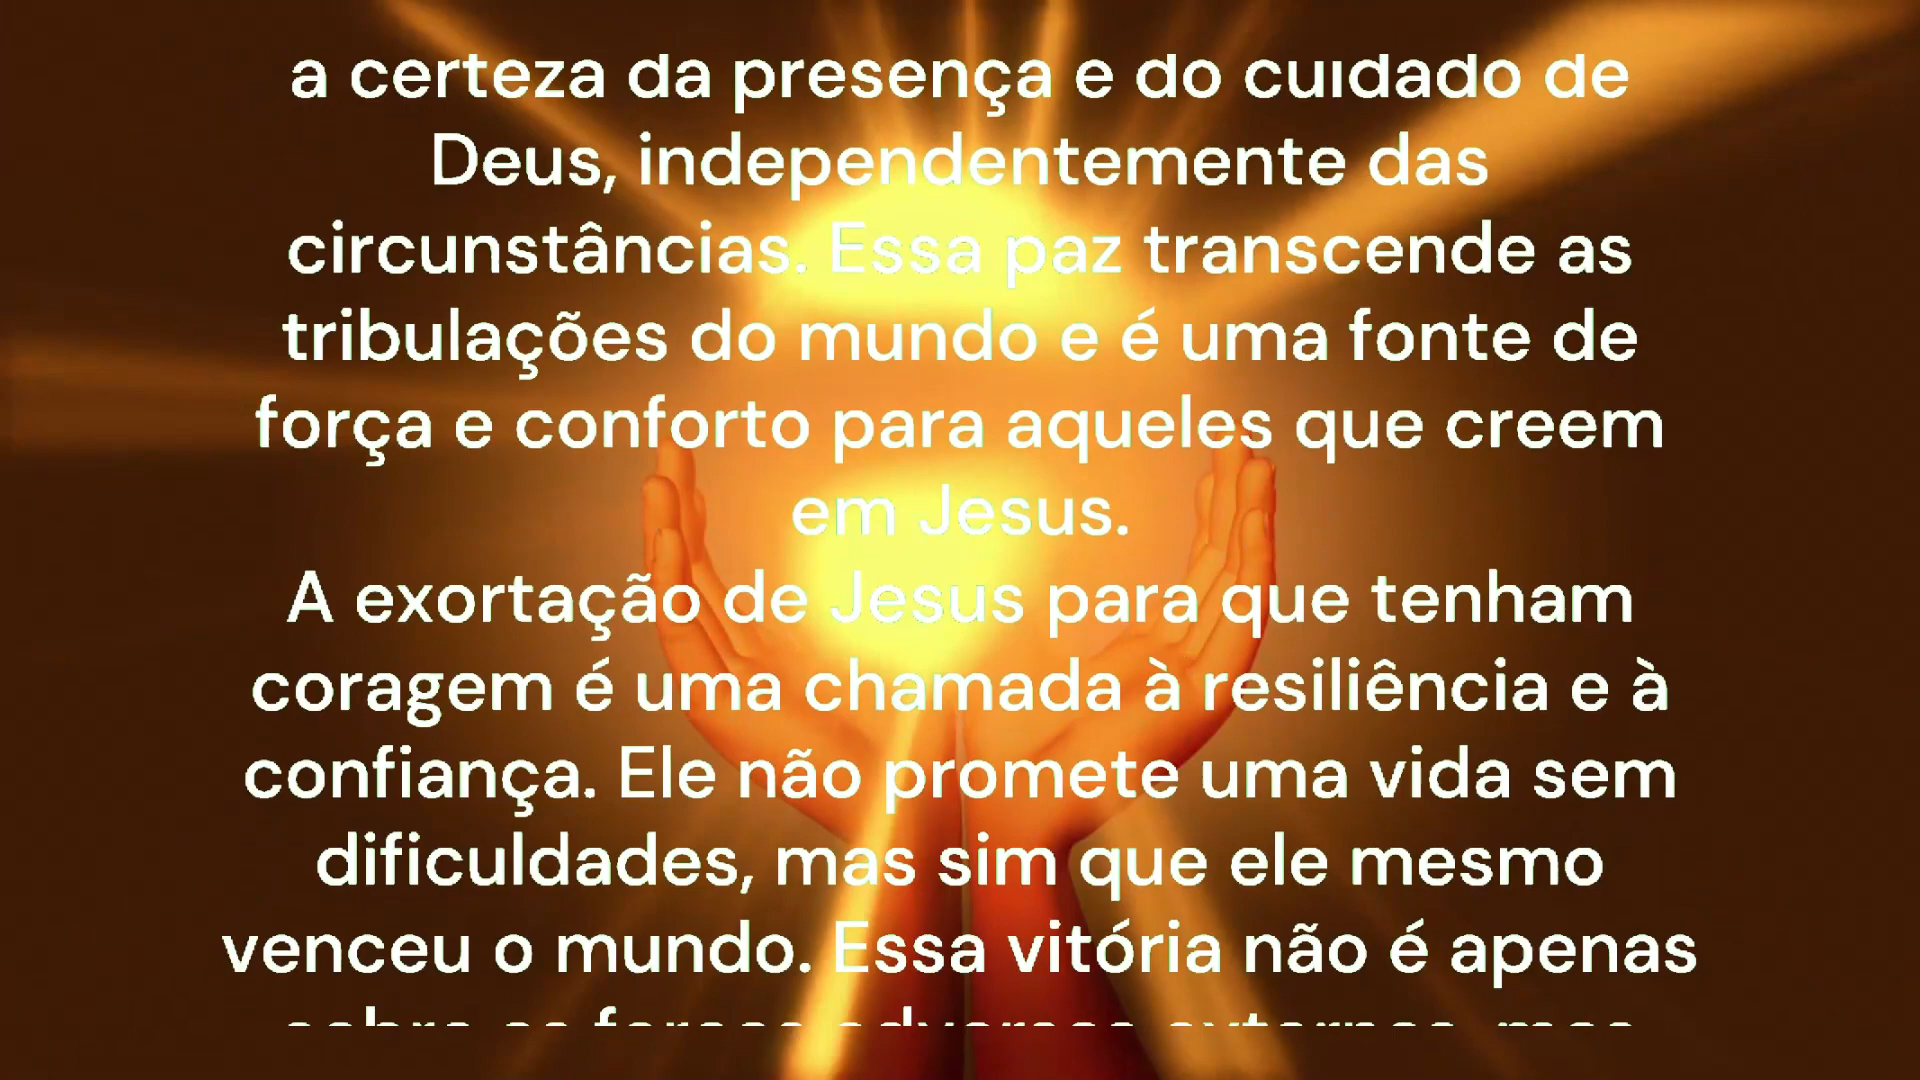 a certeza da presença e do cuidado de
Deus, independentemente das
circunstâncias. Essa paz transcende as
tribulações do mundo e é uma fonte de
força e conforto para aqueles que creem
em Jesus.
A exortação de Jesus para que tenham
coragem é uma chamada à resiliência e à
confiança. Ele não promete uma vida sem
dificuldades, mas sim que ele mesmo
venceu o mundo. Essa vitória não é apenas